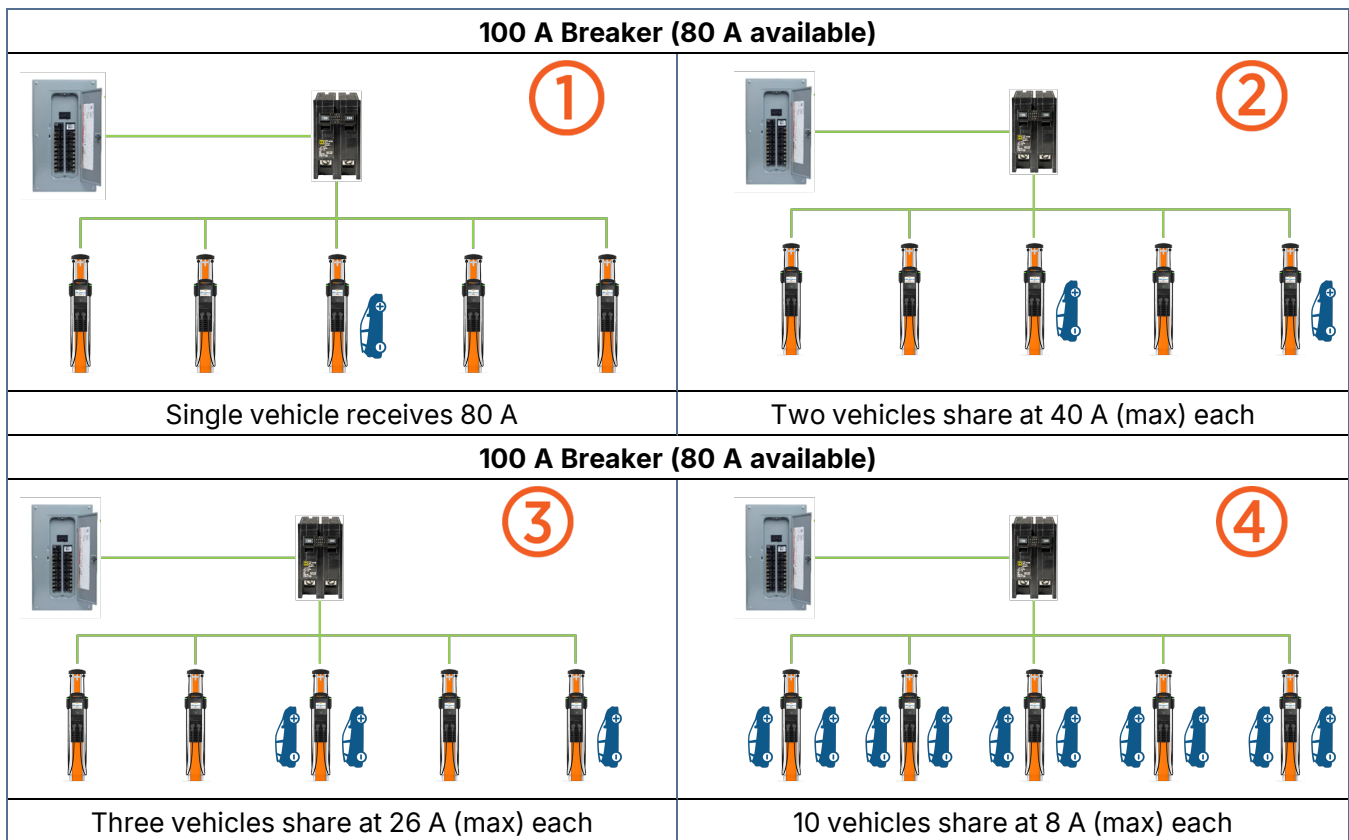 100 A Breaker (80 A available)
1
2
Single vehicle receives 80 A
Two vehicles share at 40 A (max) each
100 A Breaker (80 A available)
3
4
Three vehicles share at 26 A (max) each
10 vehicles share at 8 A (max) each